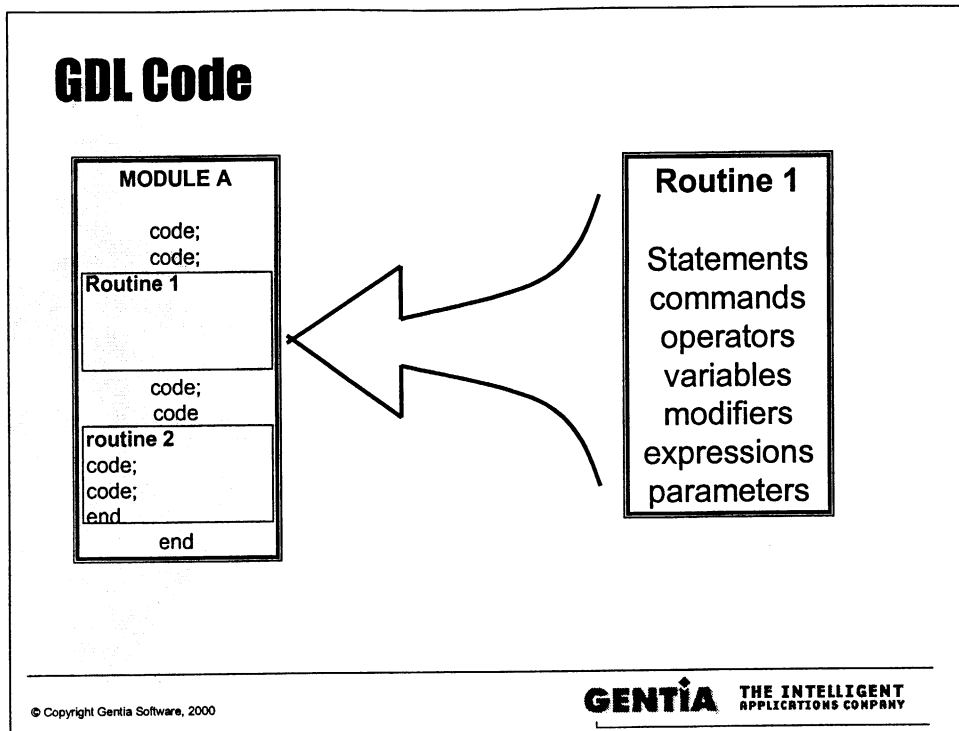 GDL Code
MODULE A
code;
code;
Routine 1
code;
code
routine 2
code;
code;
end
end
Routine 1
Statements
commands
operators
variables
modifiers
expressions
parameters
© Copyright Gentia Software, 2000
GENTiA
THE INTELLIGENT
APPLICATIONS COMPANY